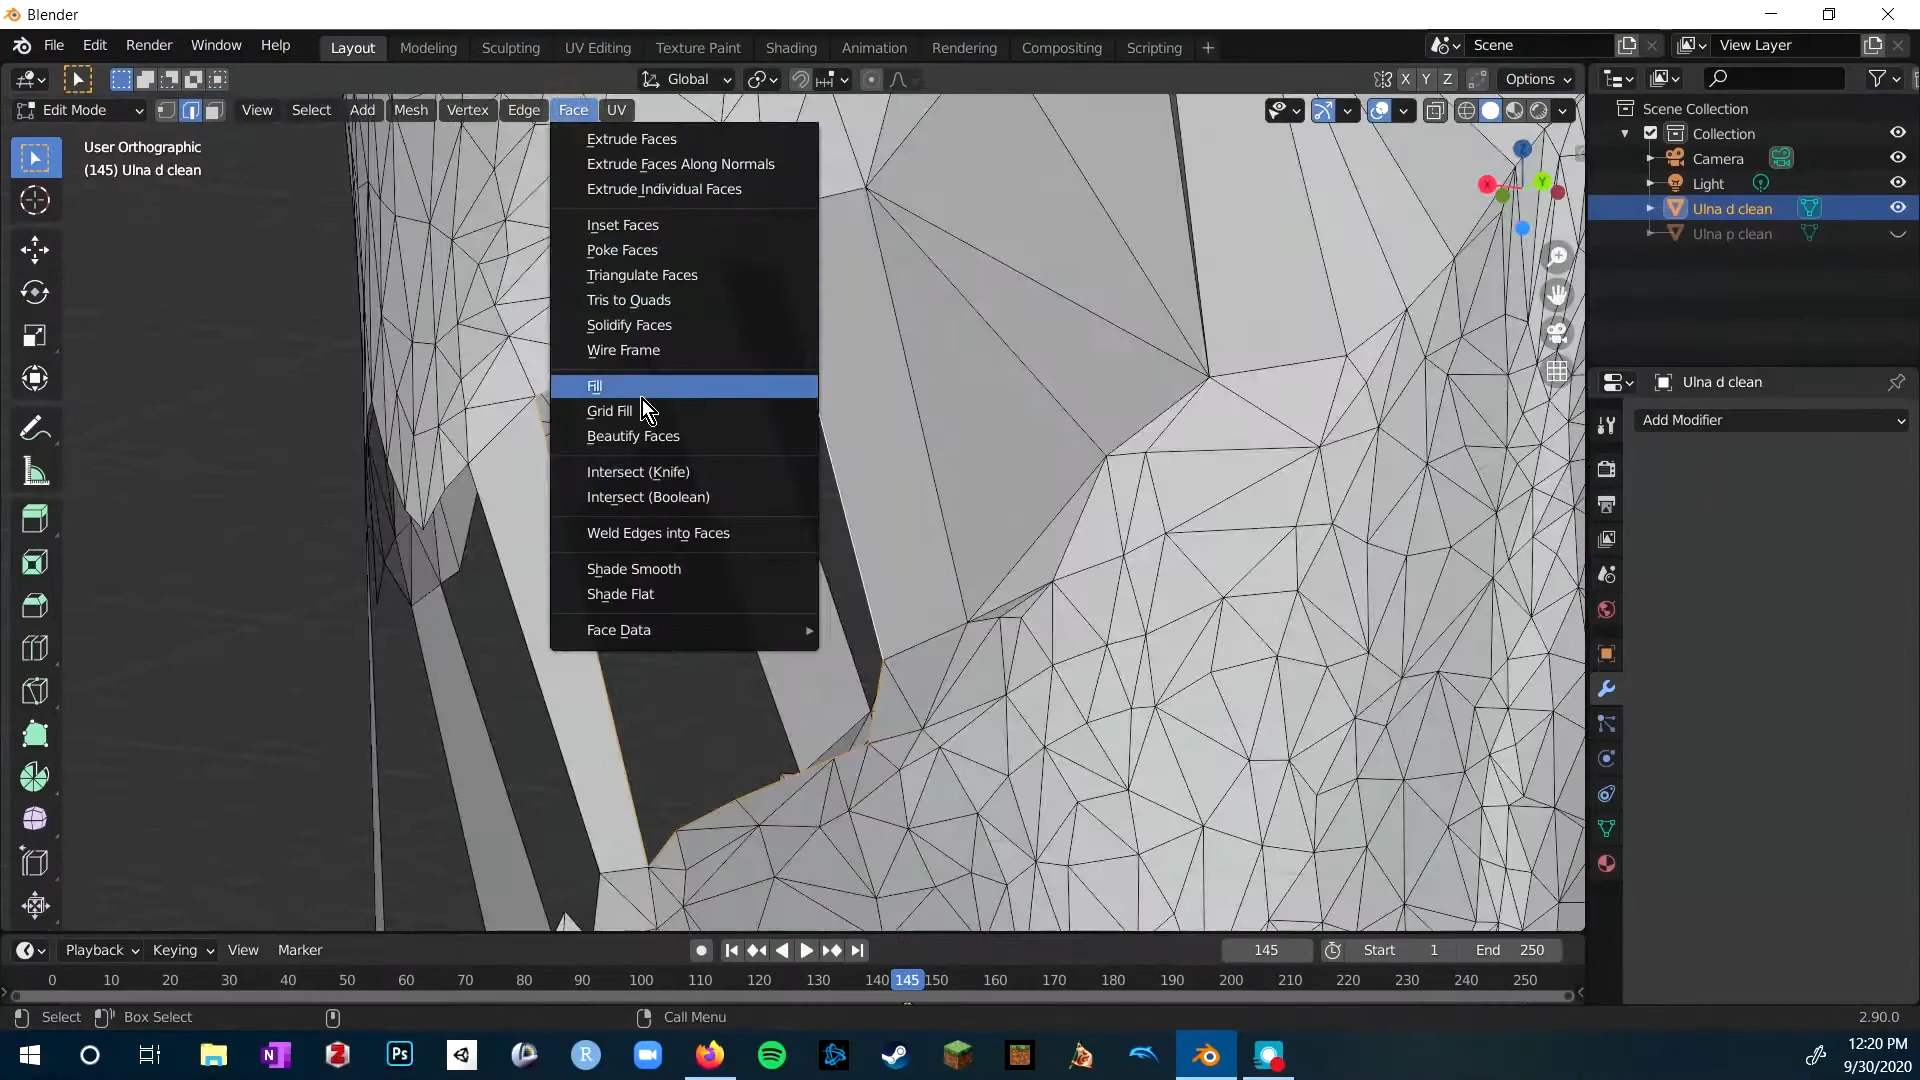 Blender
File Edit Render Window Help Layout Modeling Sculpting UV Editing Texture Paint Shading Animation Rendering Compositing Scripting + Scene View Layer
Global X Y Z Options
Edit Mode View Select Add Mesh Vertex Edge Face UV
User Orthographic
(145) Ulna d clean
Extrude Faces
Extrude Faces Along Normals
Extrude Individual Faces
Inset Faces
Poke Faces
Triangulate Faces
Tris to Quads
Solidify Faces
Wire Frame
Fill
Grid Fill
Beautify Faces
Intersect (Knife)
Intersect (Boolean)
Weld Edges into Faces
Shade Smooth
Shade Flat
Face Data
Z
X Y
Scene Collection
Collection
Camera
Light
Ulna d clean
Ulna p clean
Ulna d clean
Add Modifier
Playback Keying View Marker 145 Start 1 End 250
0 10 20 30 40 50 60 70 80 90 100 110 120 130 140 145 150 160 170 180 190 200 210 220 230 240 250
Select Box Select Call Menu 2.90.0
N Z Ps R
12:20 PM
9/30/2020